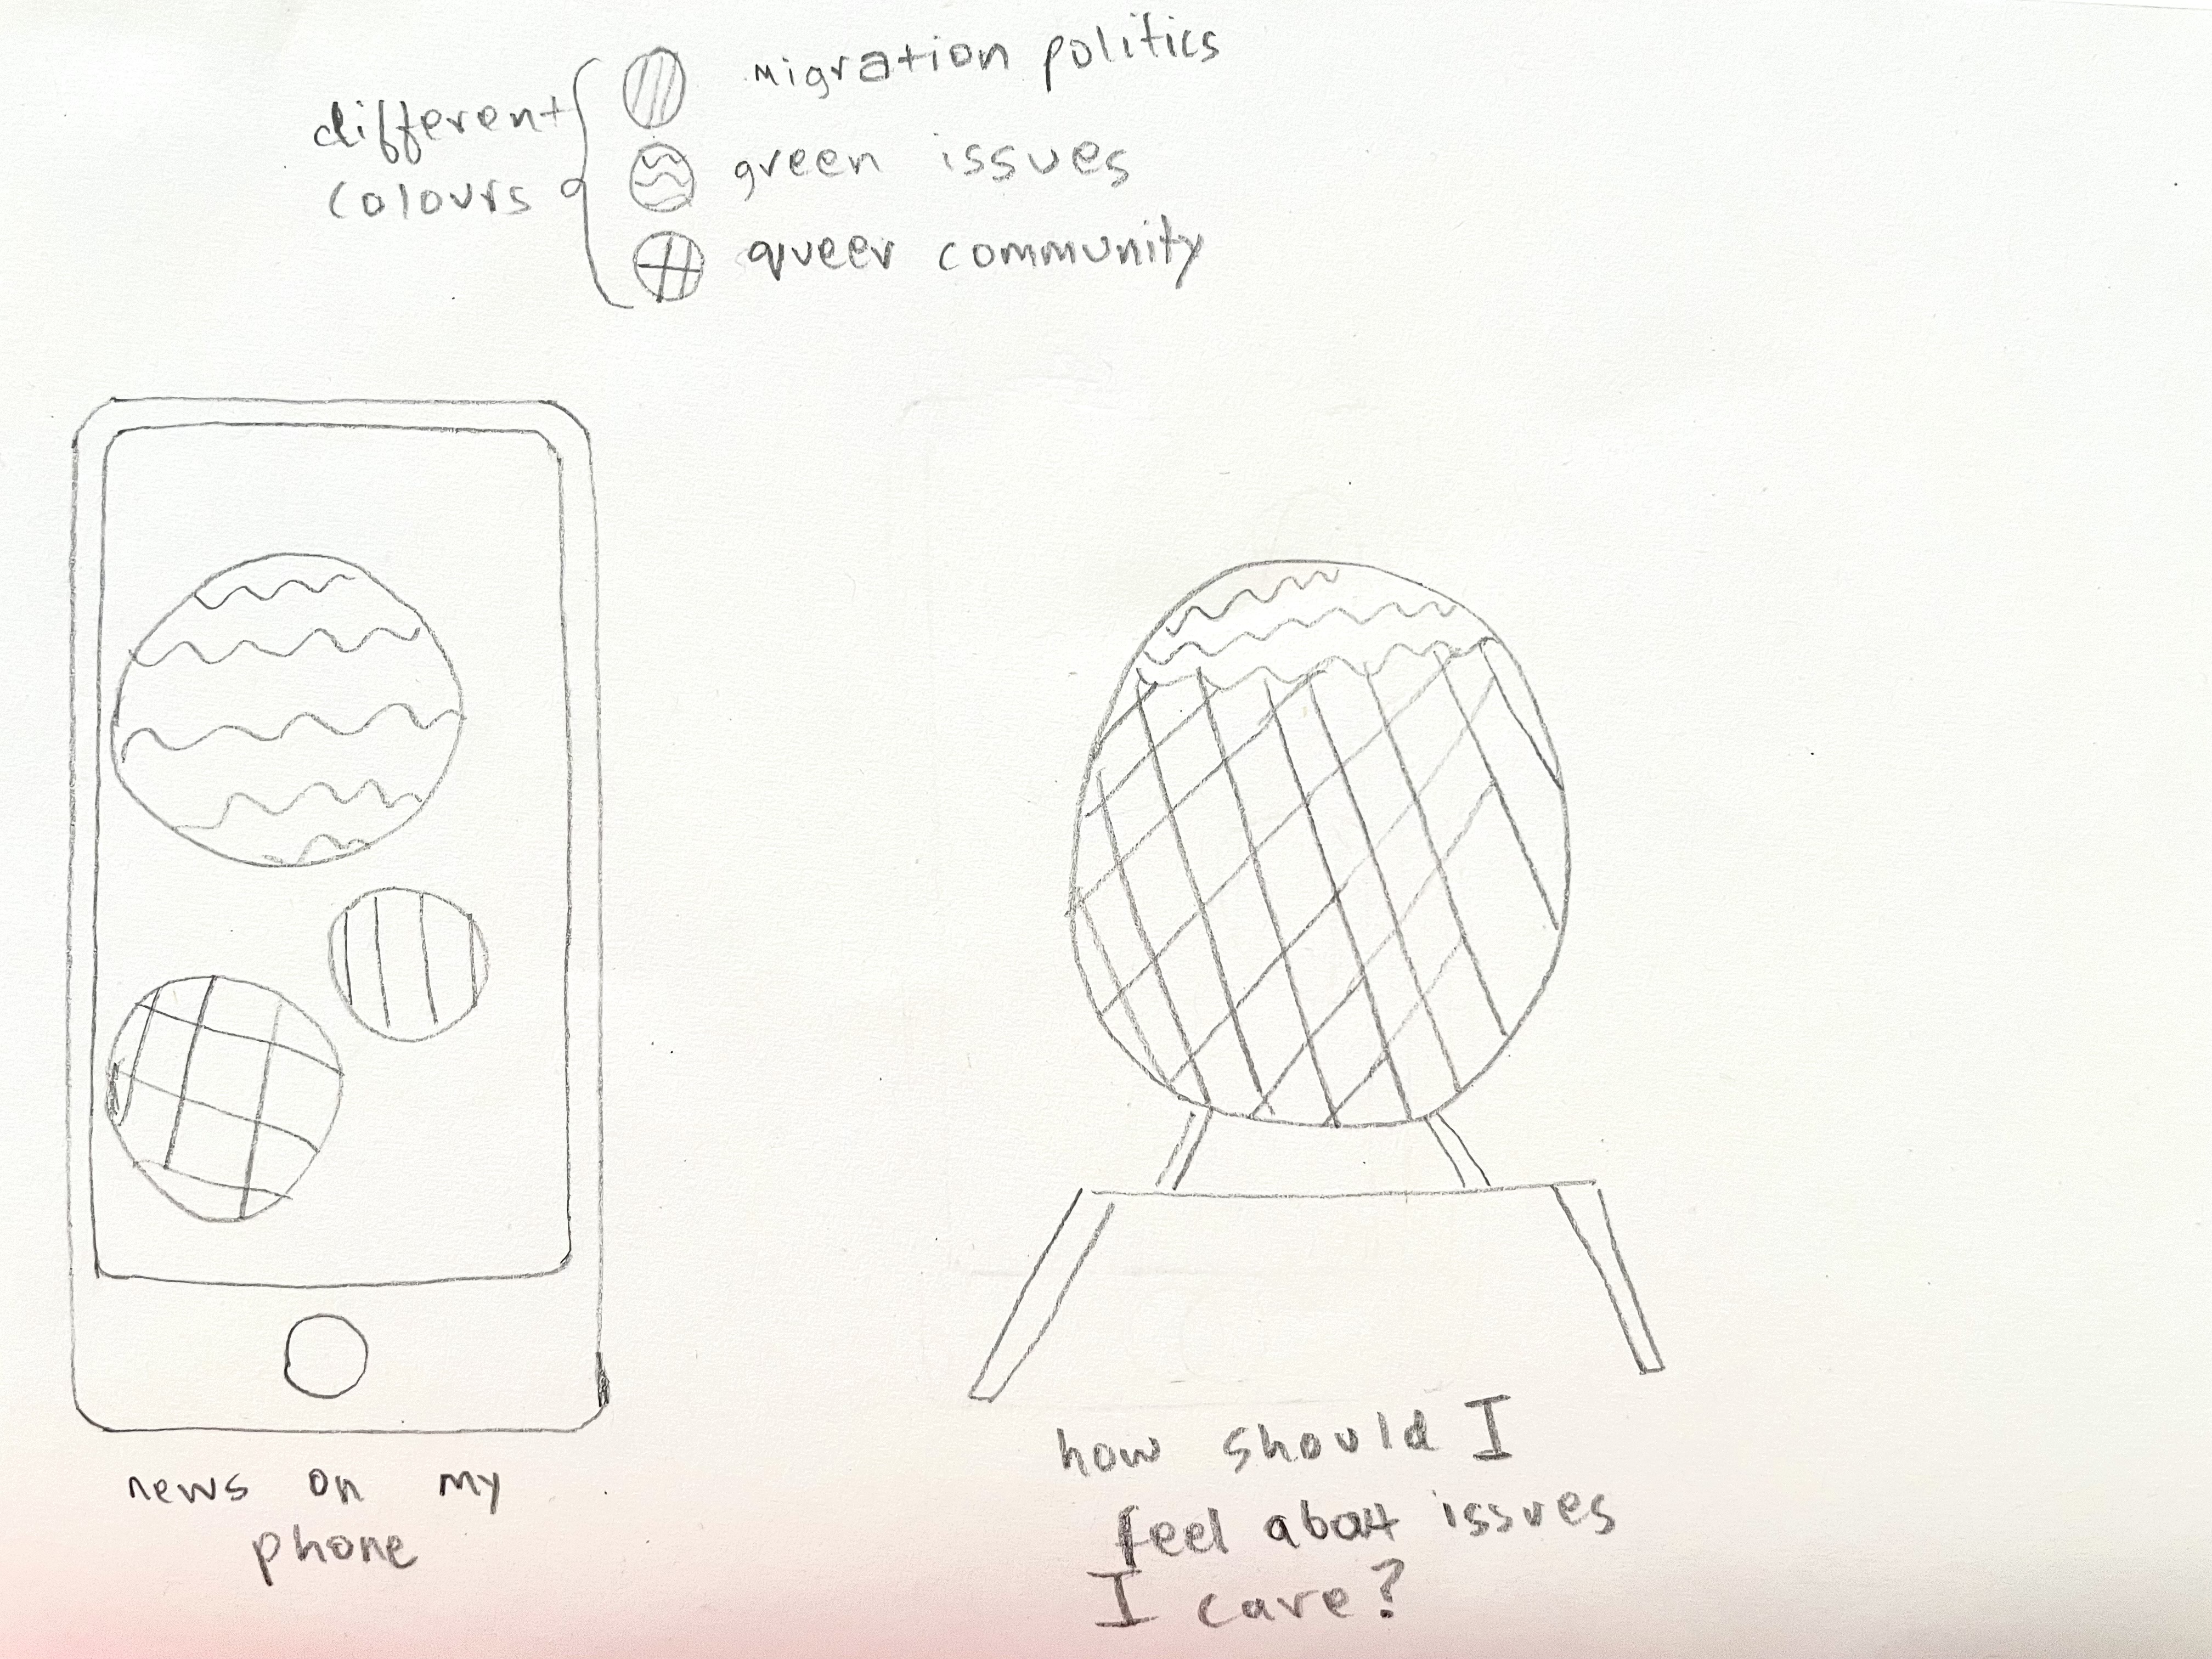 different
colours
migration politics
green issues
queer community
news on my
phone
how should I
feel about issues
I care?